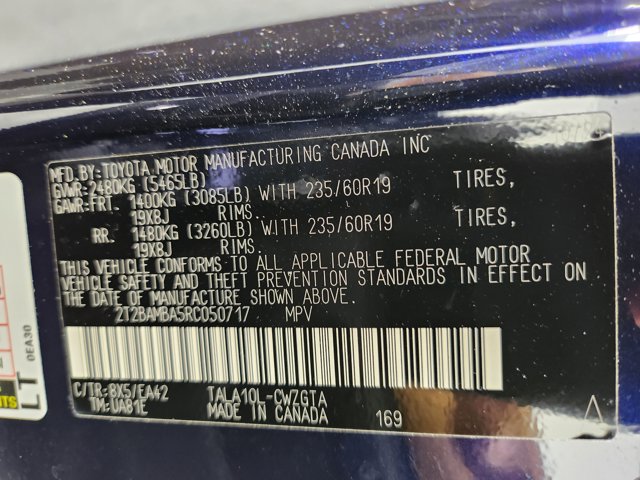 MFD.BY:TOYOTA MOTOR MANUFACTURING CANADA INC
GVWR:2480KG (5465LB)
GAWR:FRT. 1400KG (3085LB) WITH 235/60R19 TIRES,
19X8J RIMS.
RR. 1480KG (3260LB) WITH 235/60R19 TIRES,
19X8J RIMS.
THIS VEHICLE CONFORMS TO ALL APPLICABLE FEDERAL MOTOR
VEHICLE SAFETY AND THEFT PREVENTION STANDARDS IN EFFECT ON
THE DATE OF MANUFACTURE SHOWN ABOVE.
2T2BAMBA5RC050717 MPV
C/TR:8X5/EA42 TALA10L-CWZGTA
TM:UA81E MADE IN CANADA 169
LT
0EA30